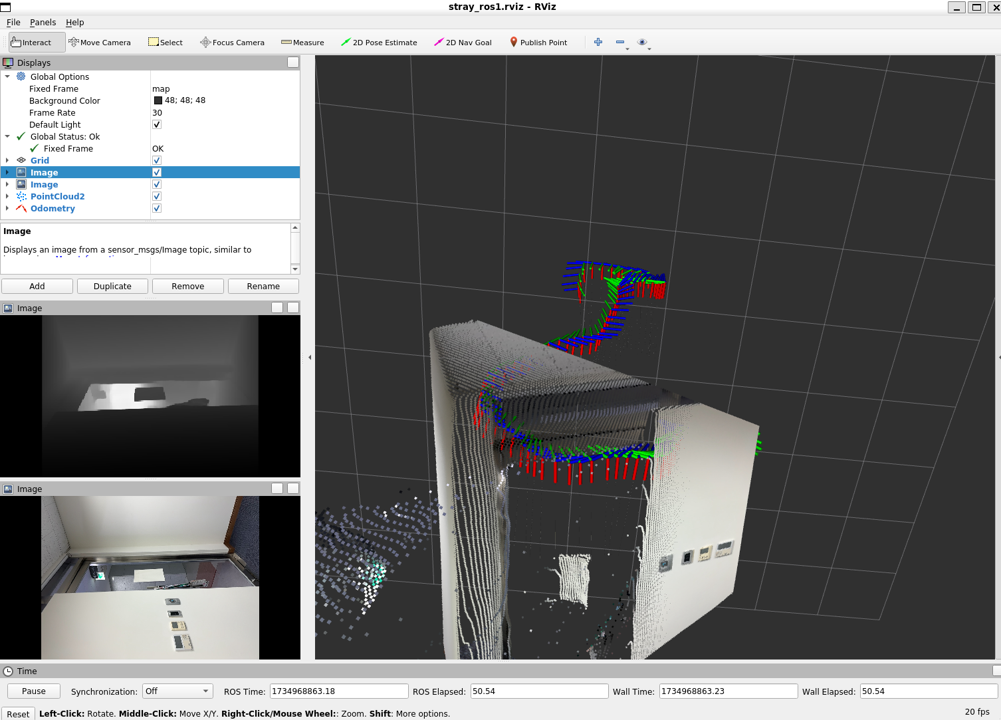 stray_ros1.rviz - RViz
File Panels Help
Interact Move Camera Select Focus Camera Measure 2D Pose Estimate 2D Nav Goal Publish Point
Displays
Global Options
Fixed Frame map
Background Color 48; 48; 48
Frame Rate 30
Default Light
Global Status: Ok
Fixed Frame OK
Grid
Image
Image
PointCloud2
Odometry
Image
Displays an image from a sensor_msgs/Image topic, similar to
Add Duplicate Remove Rename
Image
Image
Time
Pause Synchronization: Off ROS Time: 1734968863.18 ROS Elapsed: 50.54 Wall Time: 1734968863.23 Wall Elapsed: 50.54
Reset Left-Click: Rotate. Middle-Click: Move X/Y. Right-Click/Mouse Wheel:: Zoom. Shift: More options. 20 fps